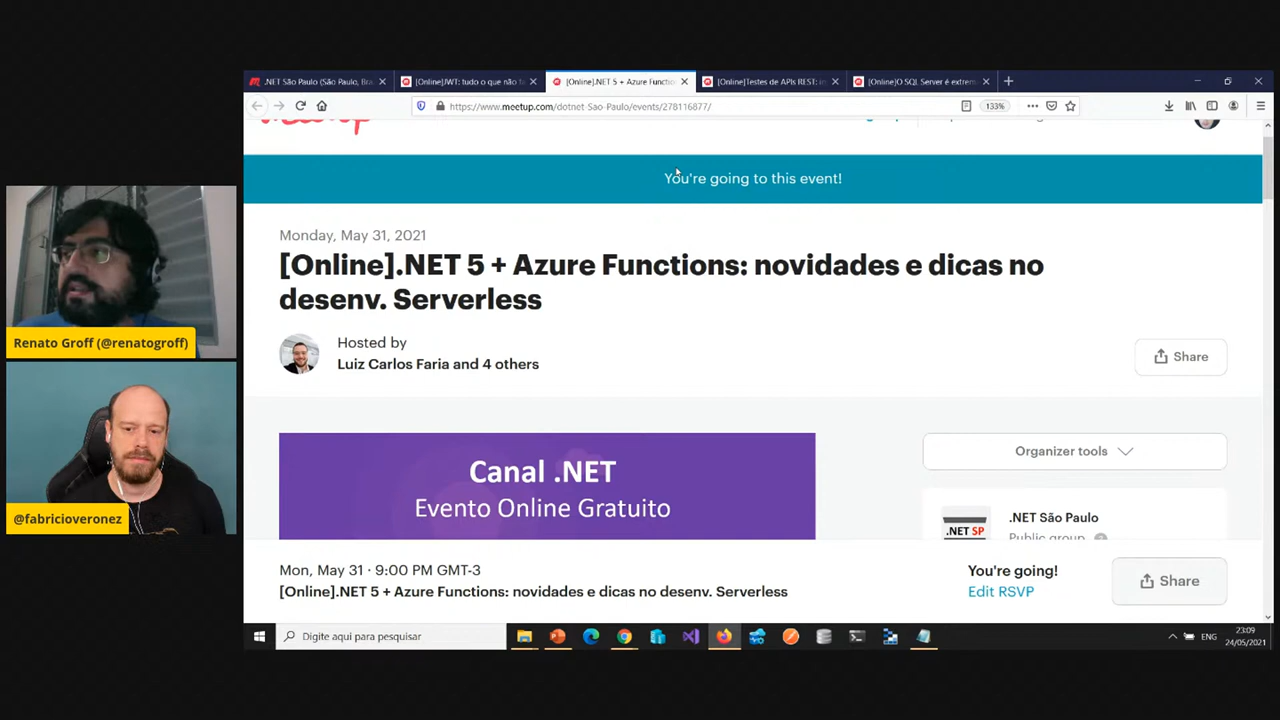 .NET São Paulo (São Paulo, Bra
[Online]JWT: tudo o que não fa
[Online].NET 5 + Azure Functio
[Online]Testes de APIs REST: i
[Online]O SQL Server é extrem
https://www.meetup.com/dotnet-Sao-Paulo/events/278116877/
133%
You're going to this event!
Monday, May 31, 2021
[Online].NET 5 + Azure Functions: novidades e dicas no
desenv. Serverless
Hosted by
Luiz Carlos Faria and 4 others
Share
Canal .NET
Evento Online Gratuito
Organizer tools
.NET SP
.NET São Paulo
Public group
Mon, May 31 · 9:00 PM GMT-3
[Online].NET 5 + Azure Functions: novidades e dicas no desenv. Serverless
You're going!
Edit RSVP
Share
Renato Groff (@renatogroff)
@fabricioveronez
Digite aqui para pesquisar
ENG
23:09
24/05/2021